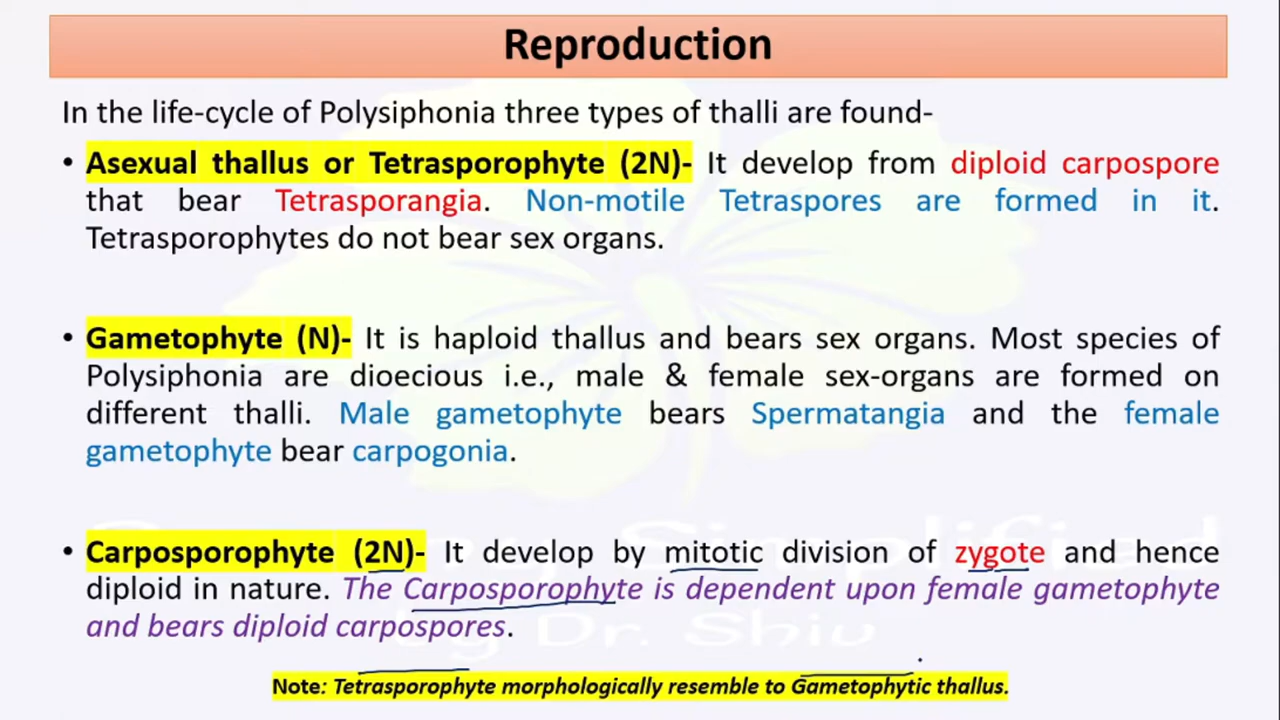 Reproduction
In the life-cycle of Polysiphonia three types of thalli are found-
• Asexual thallus or Tetrasporophyte (2N)- It develop from diploid carpospore
that bear Tetrasporangia. Non-motile Tetraspores are formed in it.
Tetrasporophytes do not bear sex organs.
• Gametophyte (N)- It is haploid thallus and bears sex organs. Most species of
Polysiphonia are dioecious i.e., male & female sex-organs are formed on
different thalli. Male gametophyte bears Spermatangia and the female
gametophyte bear carpogonia.
• Carposporophyte (2N)- It develop by mitotic division of zygote and hence
diploid in nature. The Carposporophyte is dependent upon female gametophyte
and bears diploid carpospores.
by Dr. Shiv
Note: Tetrasporophyte morphologically resemble to Gametophytic thallus.